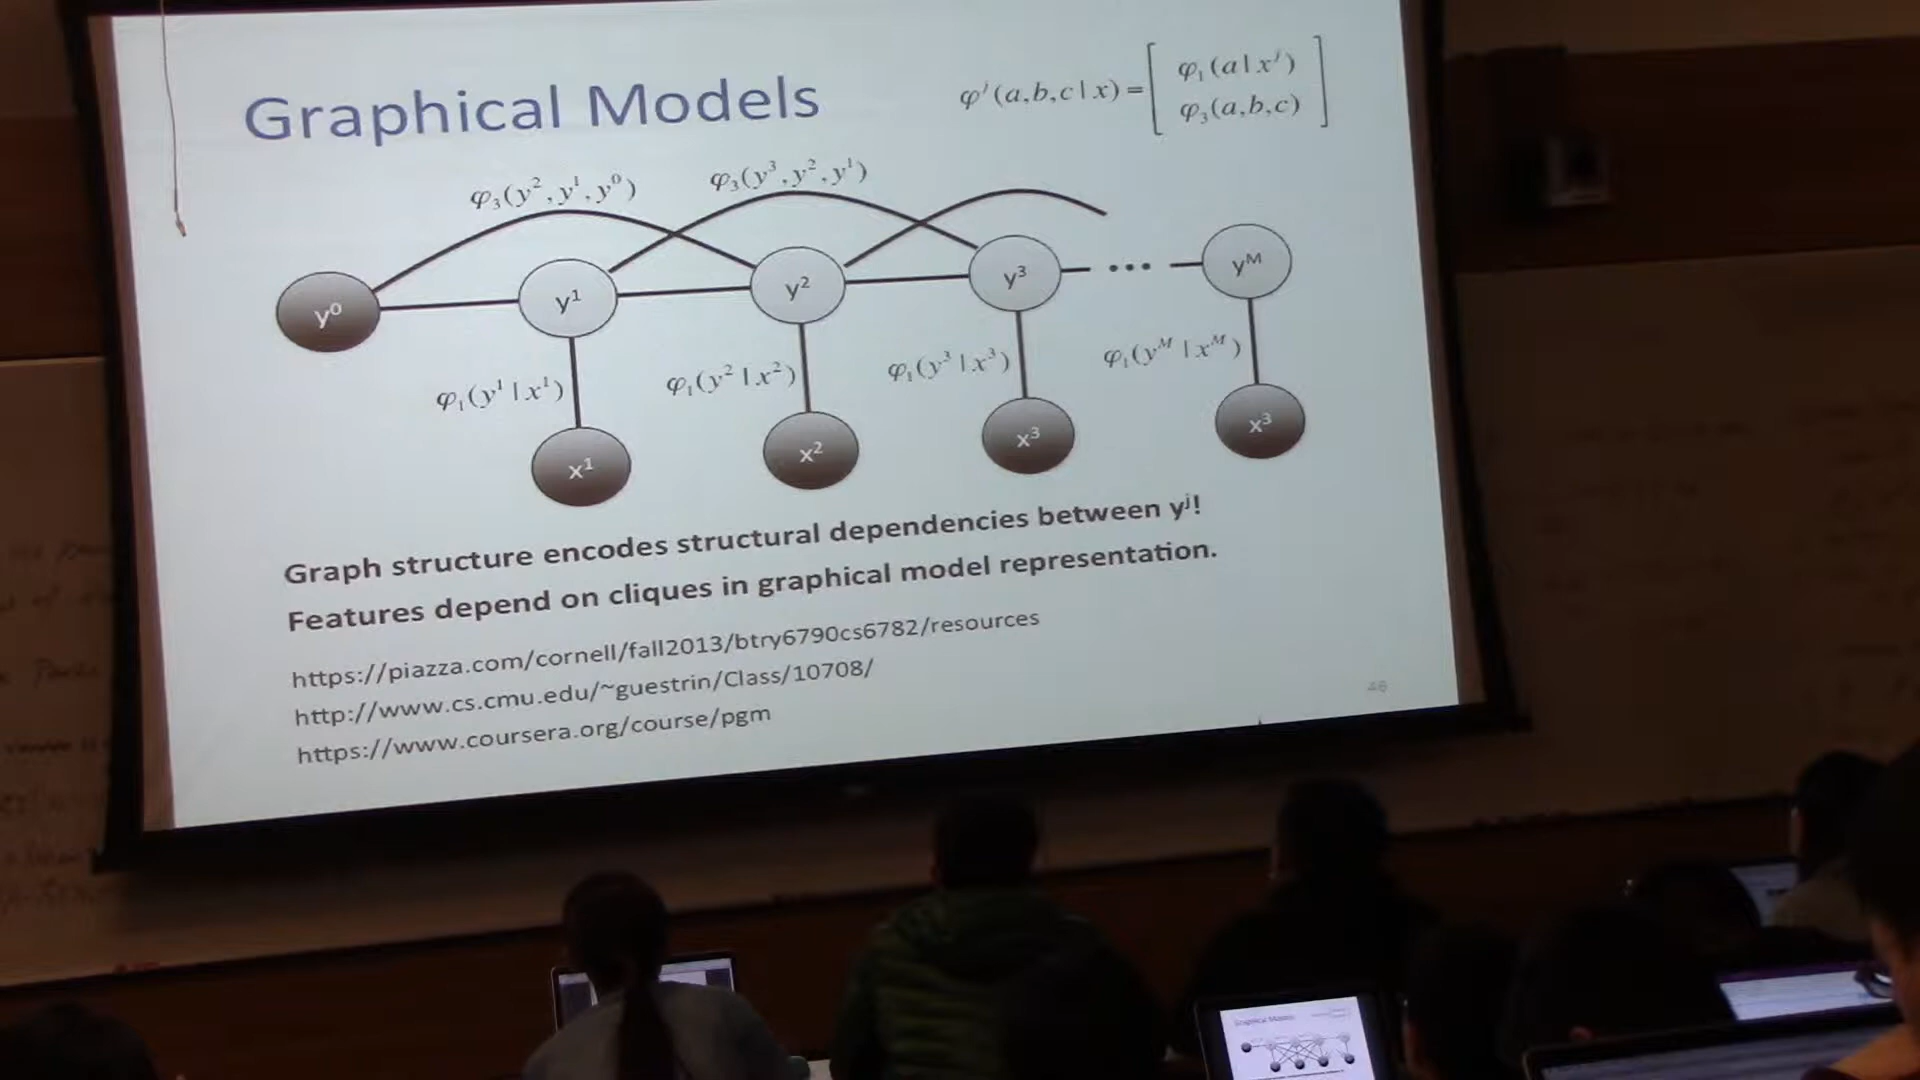 Graphical Models
φʲ(a,b,c | x) = [ φ₁(a | xʲ)
φ₃(a,b,c) ]
φ₃(y²,y¹,y⁰) φ₃(y³,y²,y¹)
y⁰ y¹ y² y³ ... yᴹ
φ₁(y¹ | x¹) φ₁(y² | x²) φ₁(y³ | x³) φ₁(yᴹ | xᴹ)
x¹ x² x³ x³
Graph structure encodes structural dependencies between yʲ!
Features depend on cliques in graphical model representation.
https://piazza.com/cornell/fall2013/btry6790cs6782/resources
http://www.cs.cmu.edu/~guestrin/Class/10708/
https://www.coursera.org/course/pgm
46
Graphical Models